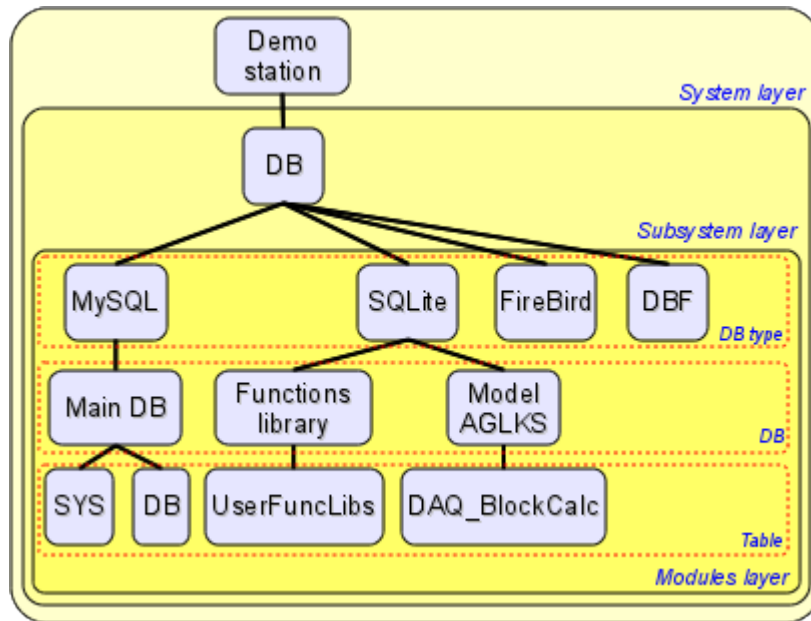 Demo
station
System layer
DB
Subsystem layer
MySQL
SQLite
FireBird
DBF
DB type
Main DB
Functions
library
Model
AGLKS
DB
SYS
DB
UserFuncLibs
DAQ_BlockCalc
Table
Modules layer